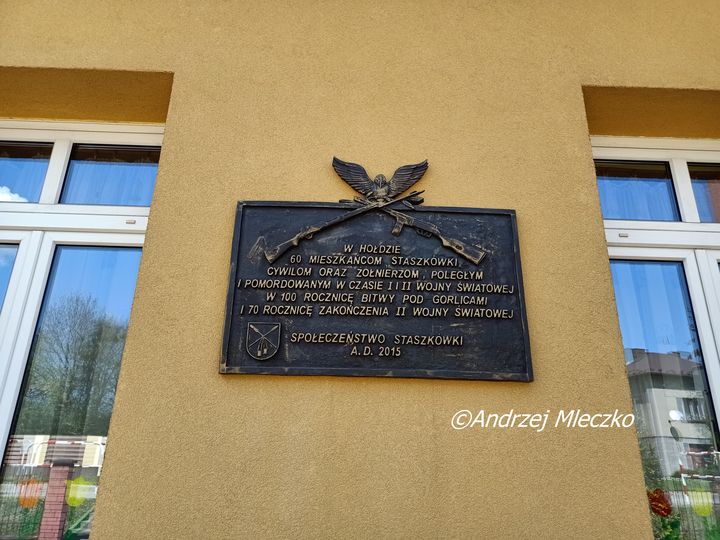 W HOŁDZIE
60 MIESZKAŃCOM STASZKÓWKI,
CYWILOM ORAZ ŻOŁNIERZOM, POLEGŁYM
I POMORDOWANYM W CZASIE I I II WOJNY ŚWIATOWEJ
W 100 ROCZNICĘ BITWY POD GORLICAMI
I 70 ROCZNICĘ ZAKOŃCZENIA II WOJNY ŚWIATOWEJ
SPOŁECZEŃSTWO STASZKÓWKI
A.D. 2015
©Andrzej Mleczko